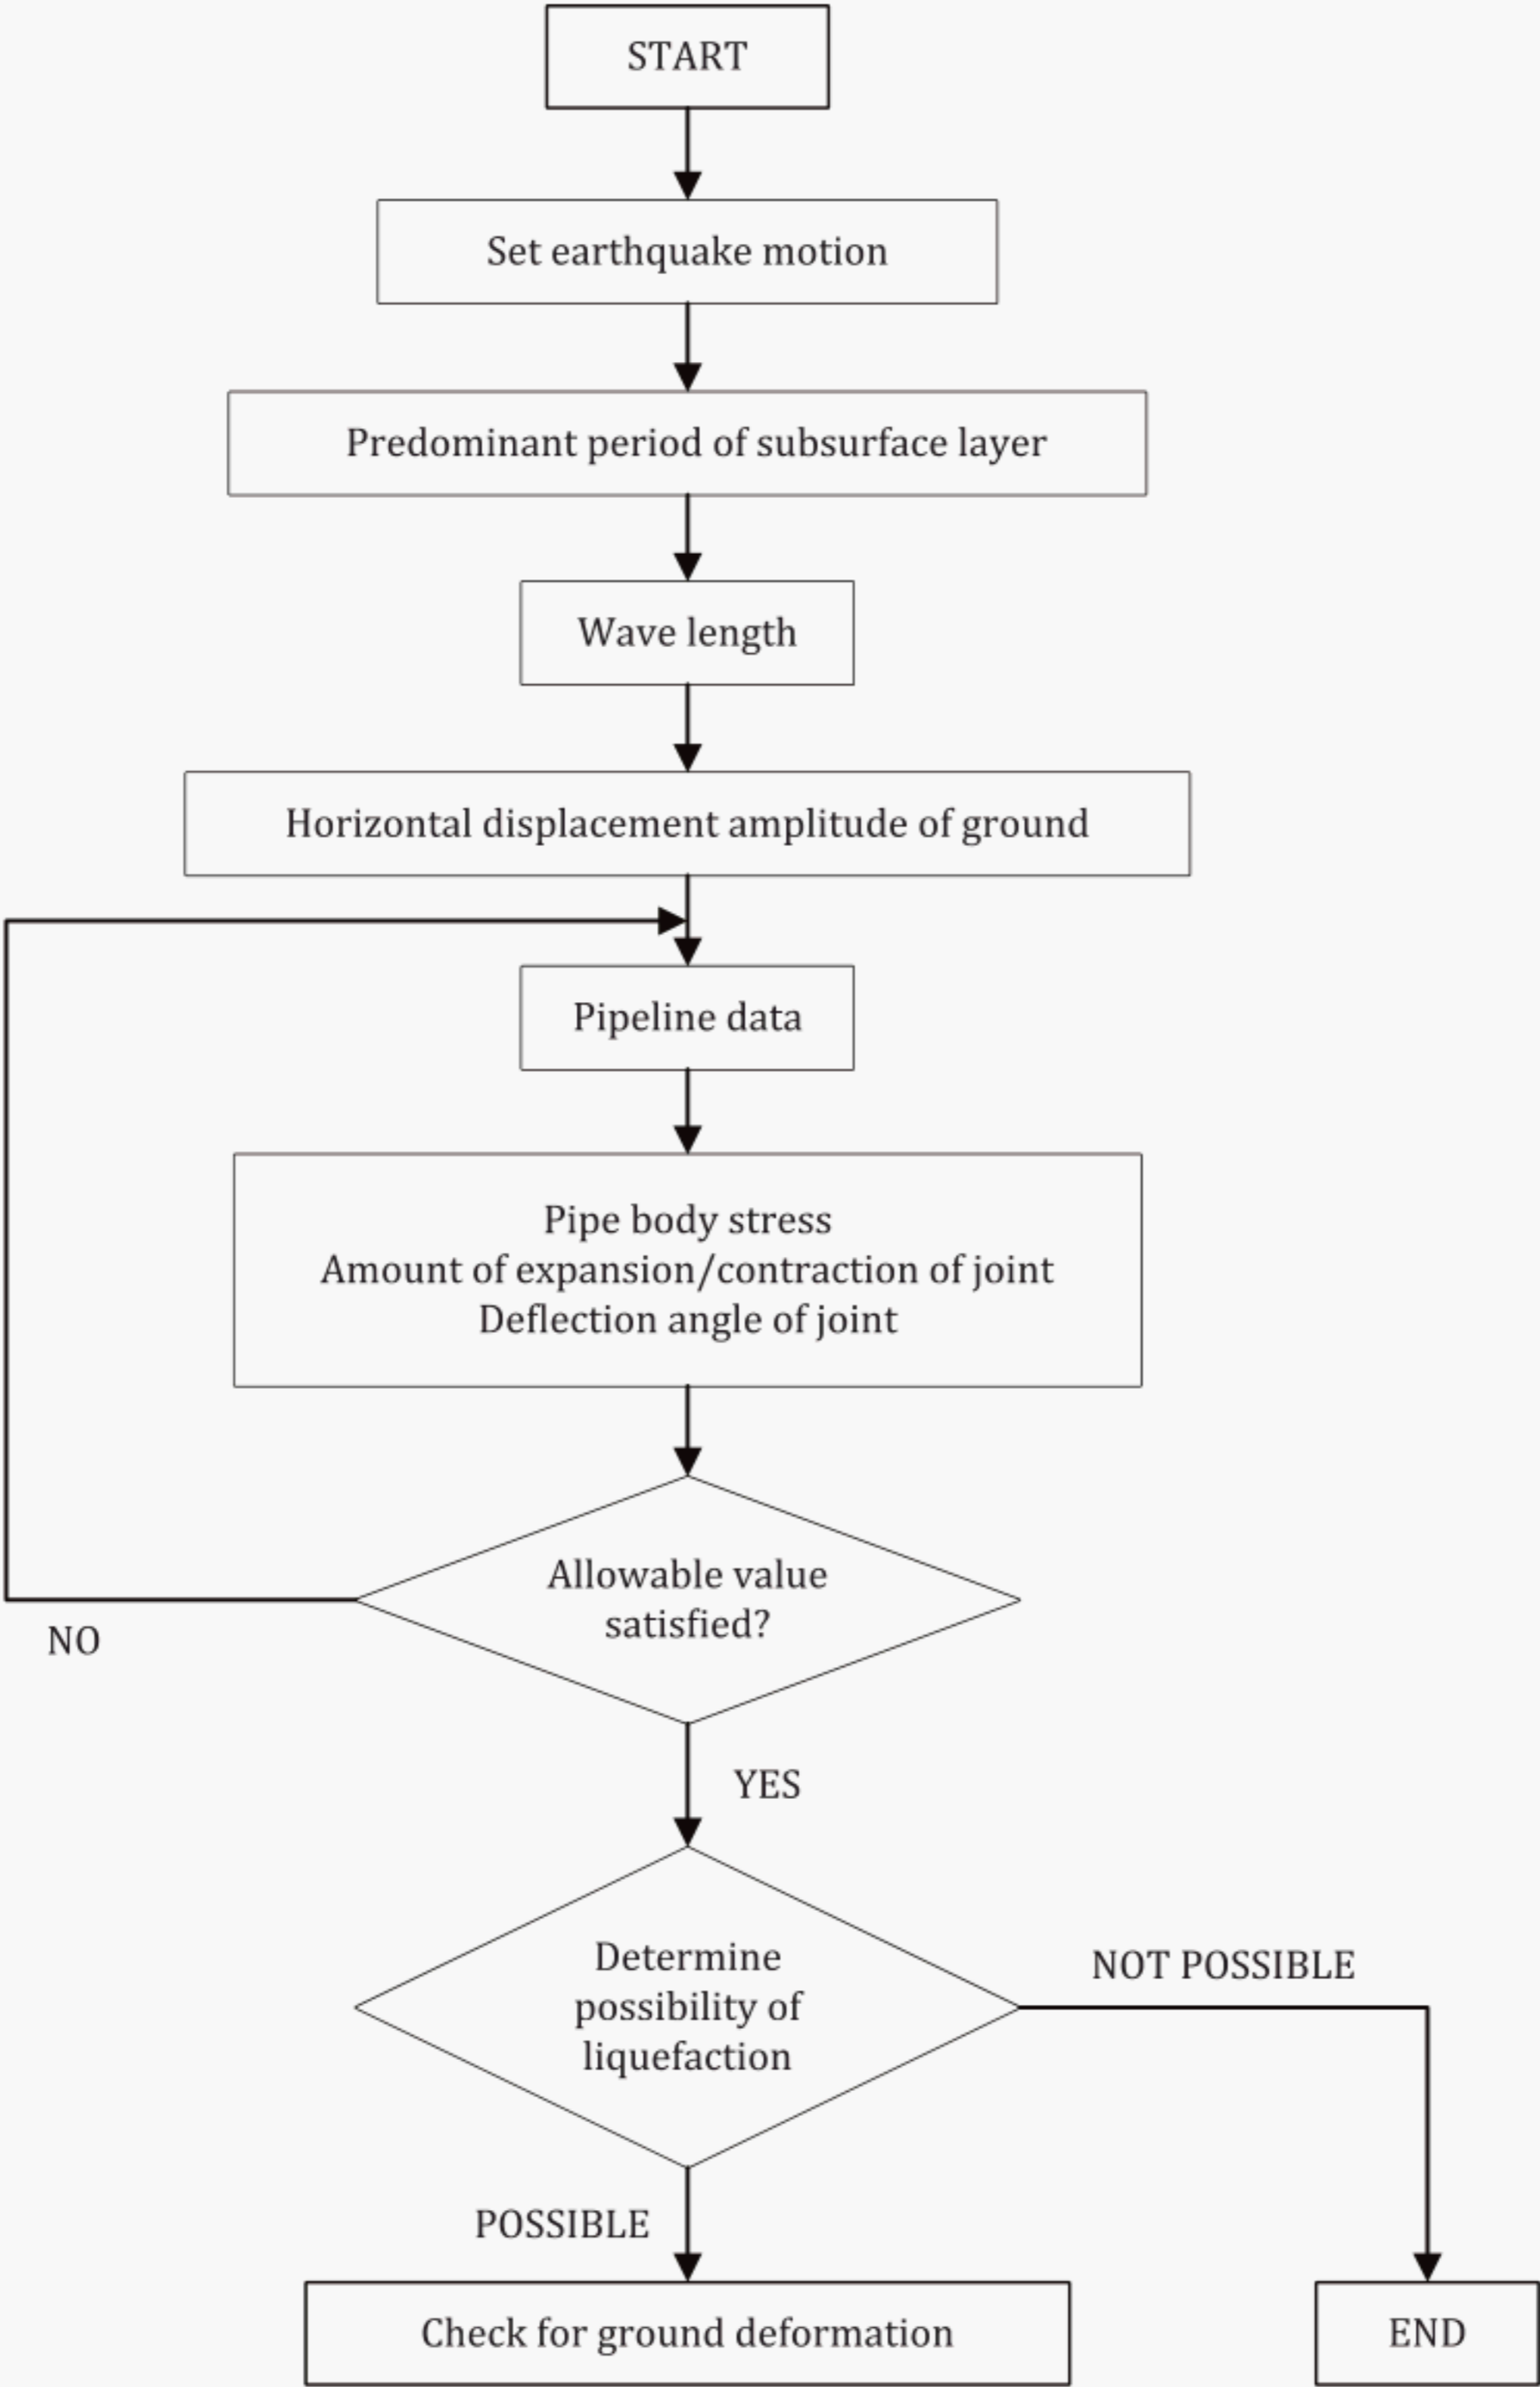 START
Set earthquake motion
Predominant period of subsurface layer
Wave length
Horizontal displacement amplitude of ground
Pipeline data
Pipe body stress
Amount of expansion/contraction of joint
Deflection angle of joint
Allowable value
satisfied?
NO
YES
Determine
possibility of
liquefaction
NOT POSSIBLE
POSSIBLE
Check for ground deformation
END